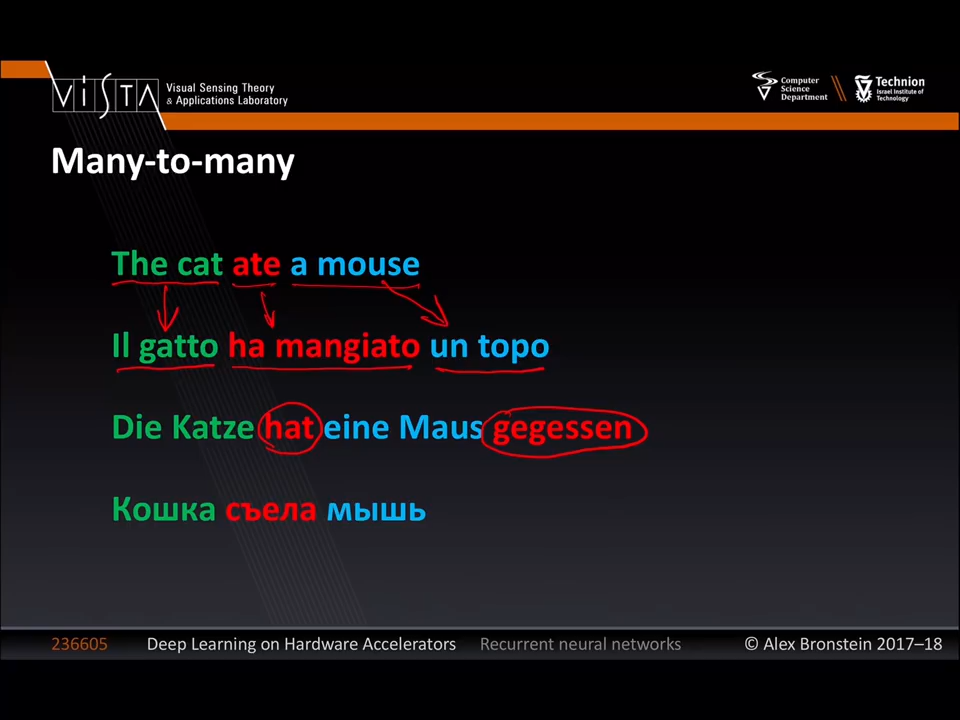 VISTA
Visual Sensing Theory
& Applications Laboratory
Computer
Science
Department
Technion
Israel Institute of
Technology
Many-to-many
The cat ate a mouse
Il gatto ha mangiato un topo
Die Katze hat eine Maus gegessen
Кошка съела мышь
236605 Deep Learning on Hardware Accelerators Recurrent neural networks © Alex Bronstein 2017–18